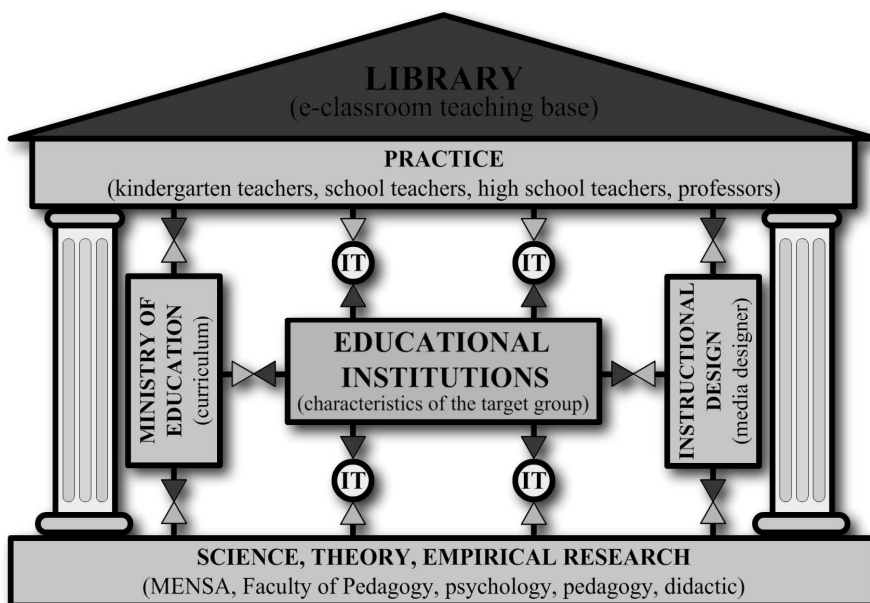 LIBRARY
(e-classroom teaching base)
PRACTICE
(kindergarten teachers, school teachers, high school teachers, professors)
IT
IT
MINISTRY OF
EDUCATION
(curriculum)
EDUCATIONAL
INSTITUTIONS
(characteristics of the target group)
INSTRUCTIONAL
DESIGN
(media designer)
IT
IT
SCIENCE, THEORY, EMPIRICAL RESEARCH
(MENSA, Faculty of Pedagogy, psychology, pedagogy, didactic)